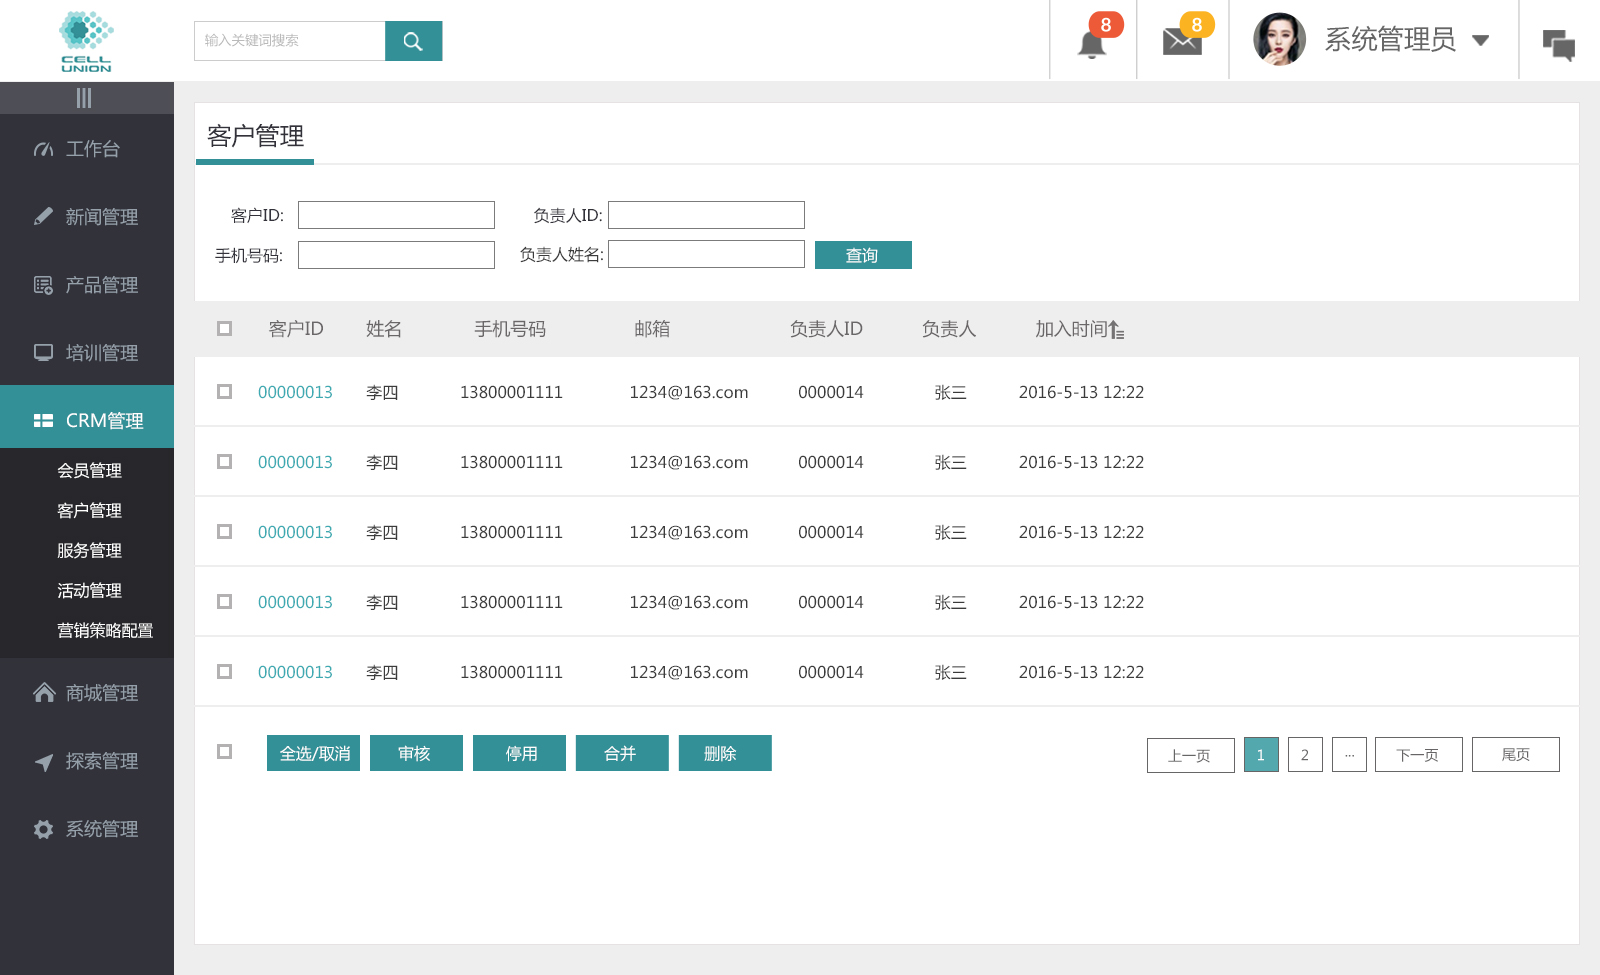 CELL
UNION
输入关键词搜索
8
8
系统管理员
工作台
新闻管理
产品管理
培训管理
CRM管理
会员管理
客户管理
服务管理
活动管理
营销策略配置
商城管理
探索管理
系统管理
客户管理
客户ID:
负责人ID:
手机号码:
负责人姓名:
查询
客户ID 姓名 手机号码 邮箱 负责人ID 负责人 加入时间
00000013 李四 13800001111 1234@163.com 0000014 张三 2016-5-13 12:22
00000013 李四 13800001111 1234@163.com 0000014 张三 2016-5-13 12:22
00000013 李四 13800001111 1234@163.com 0000014 张三 2016-5-13 12:22
00000013 李四 13800001111 1234@163.com 0000014 张三 2016-5-13 12:22
00000013 李四 13800001111 1234@163.com 0000014 张三 2016-5-13 12:22
全选/取消 审核 停用 合并 删除
上一页 1 2 ... 下一页 尾页